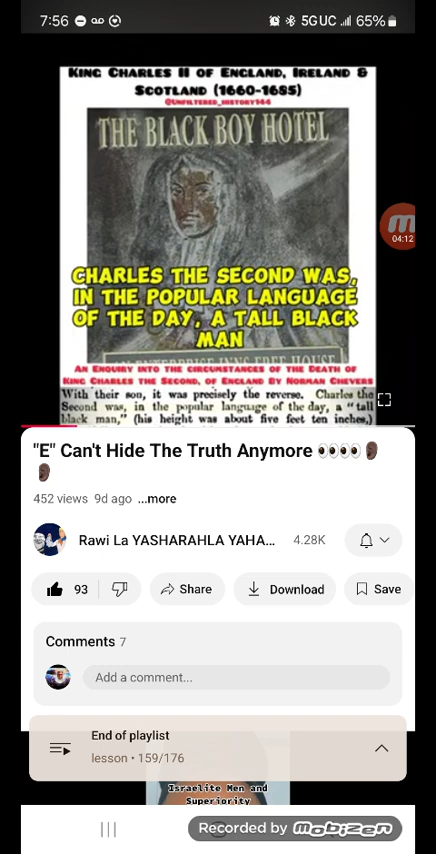 7:56
5GUC 65%
KING CHARLES II OF ENGLAND, IRELAND &
SCOTLAND (1660-1685)
@UNFILTERED_HISTORY144
THE BLACK BOY HOTEL
04:12
CHARLES THE SECOND WAS,
IN THE POPULAR LANGUAGE
OF THE DAY, A TALL BLACK
MAN
AN ENQUIRY INTO THE CIRCUMSTANCES OF THE DEATH OF
KING CHARLES THE SECOND, OF ENGLAND BY NORMAN CHEVERS
With their son, it was precisely the reverse. Charles the
Second was, in the popular language of the day, a "tall
black man," (his height was about five feet ten inches,)
"E" Can't Hide The Truth Anymore 👀👀👂🏿
👂🏿
452 views 9d ago ...more
Rawi La YASHARAHLA YAHA... 4.28K
93 Share Download Save
Comments 7
Add a comment...
End of playlist
lesson • 159/176
Israelite Men and
Superiority
Recorded by Mobizen